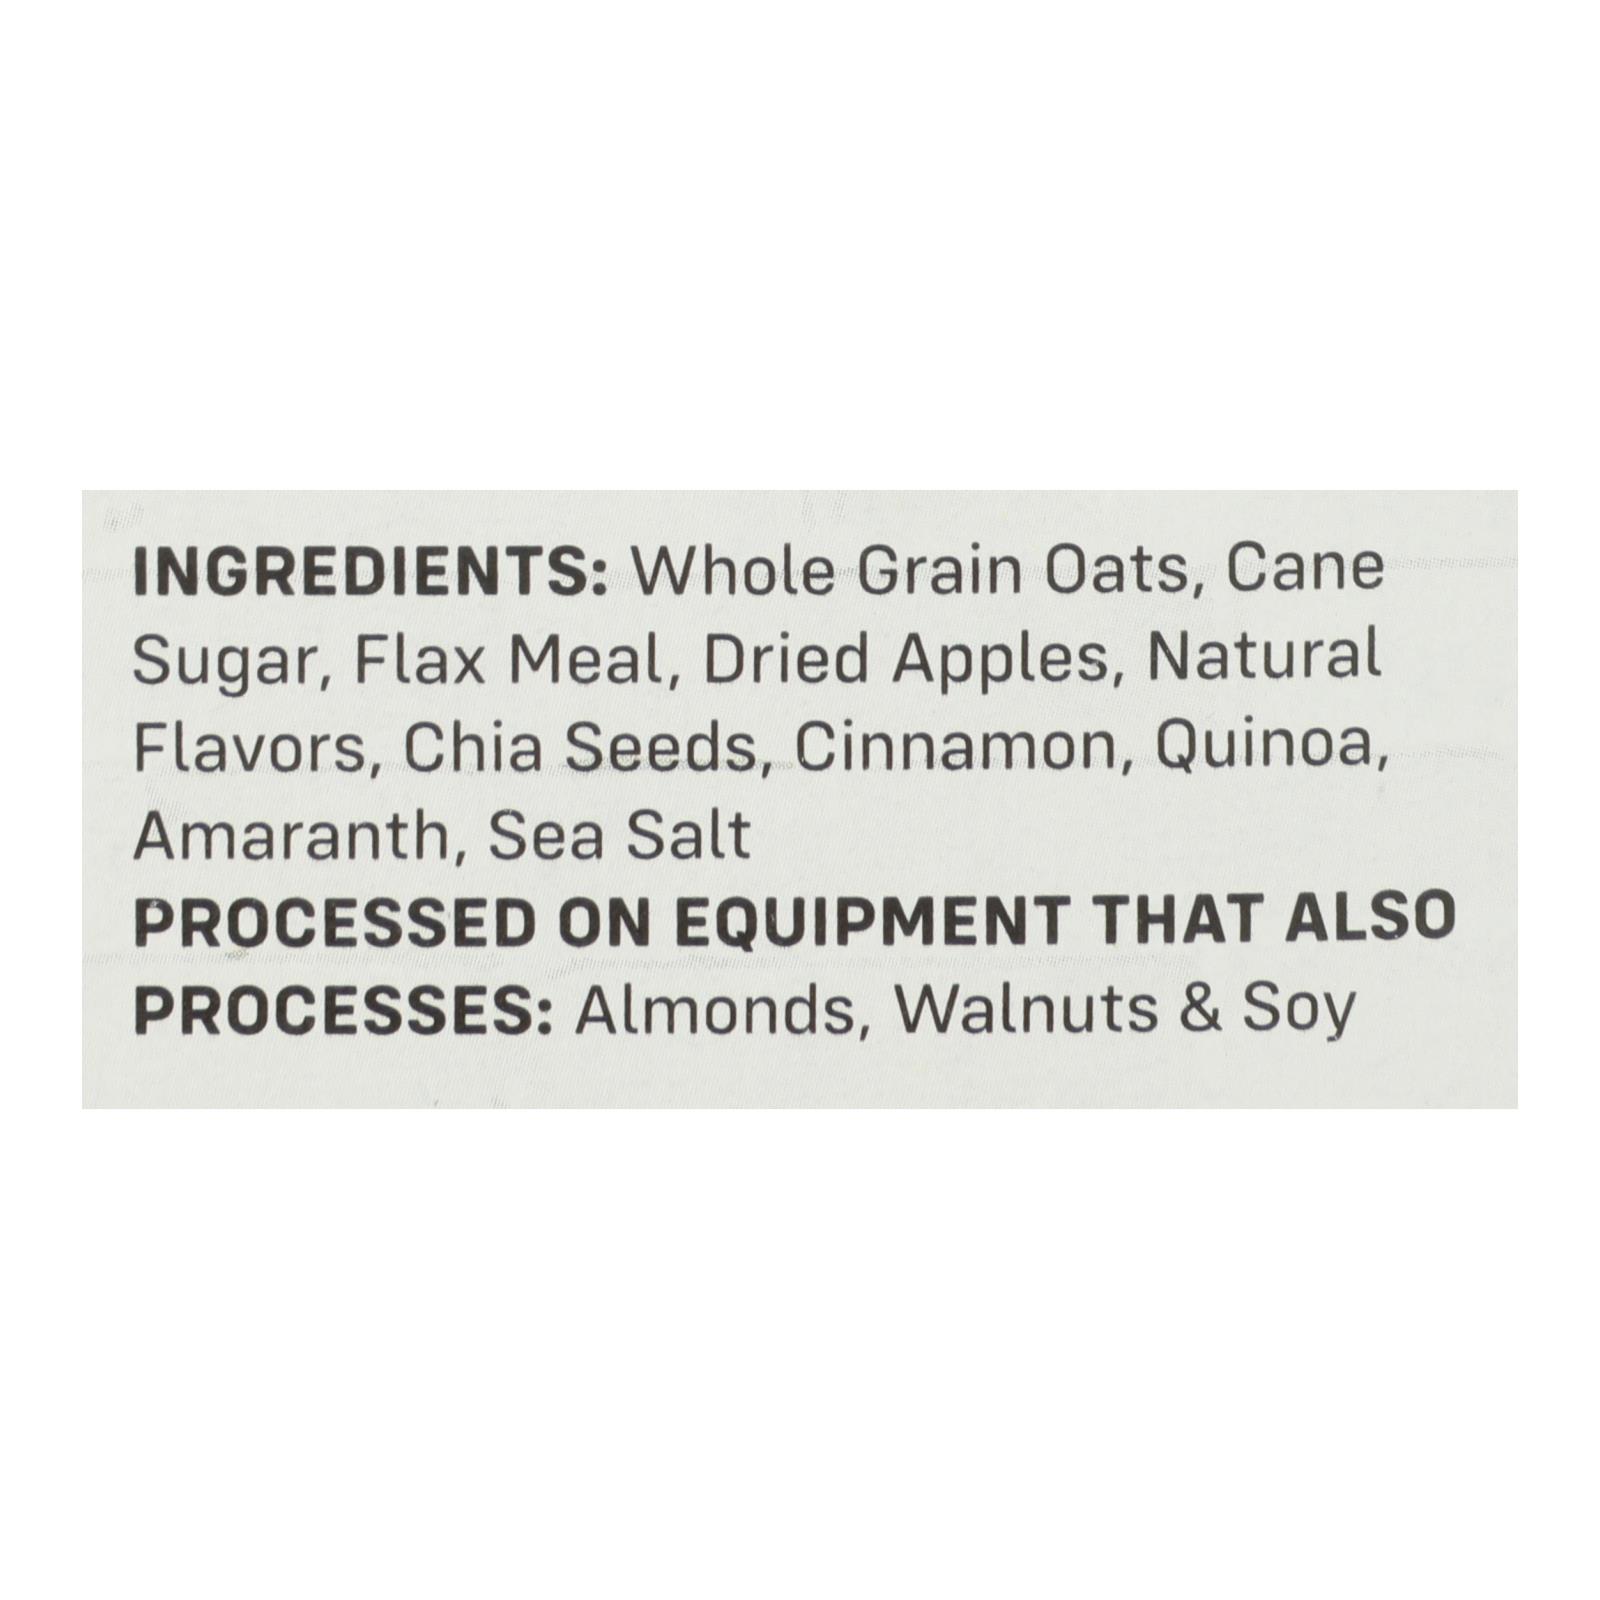 INGREDIENTS: Whole Grain Oats, Cane
Sugar, Flax Meal, Dried Apples, Natural
Flavors, Chia Seeds, Cinnamon, Quinoa,
Amaranth, Sea Salt
PROCESSED ON EQUIPMENT THAT ALSO
PROCESSES: Almonds, Walnuts & Soy